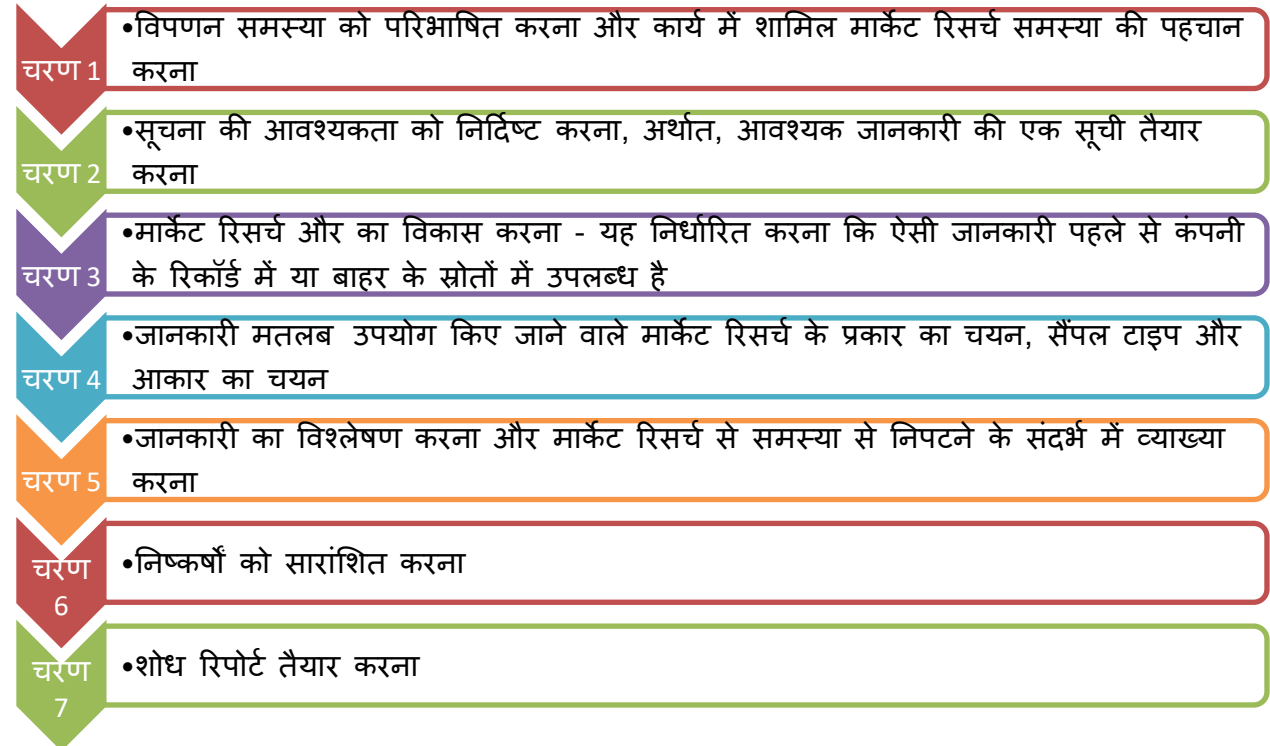 चरण 1
•विपणन समस्या को परिभाषित करना और कार्य में शामिल मार्केट रिसर्च समस्या की पहचान
करना
चरण 2
•सूचना की आवश्यकता को निर्दिष्ट करना, अर्थात, आवश्यक जानकारी की एक सूची तैयार
करना
चरण 3
•मार्केट रिसर्च और का विकास करना - यह निर्धारित करना कि ऐसी जानकारी पहले से कंपनी
के रिकॉर्ड में या बाहर के स्रोतों में उपलब्ध है
चरण 4
•जानकारी मतलब उपयोग किए जाने वाले मार्केट रिसर्च के प्रकार का चयन, सैंपल टाइप और
आकार का चयन
चरण 5
•जानकारी का विश्लेषण करना और मार्केट रिसर्च से समस्या से निपटने के संदर्भ में व्याख्या
करना
चरण
6
•निष्कर्षों को सारांशित करना
चरण
7
•शोध रिपोर्ट तैयार करना